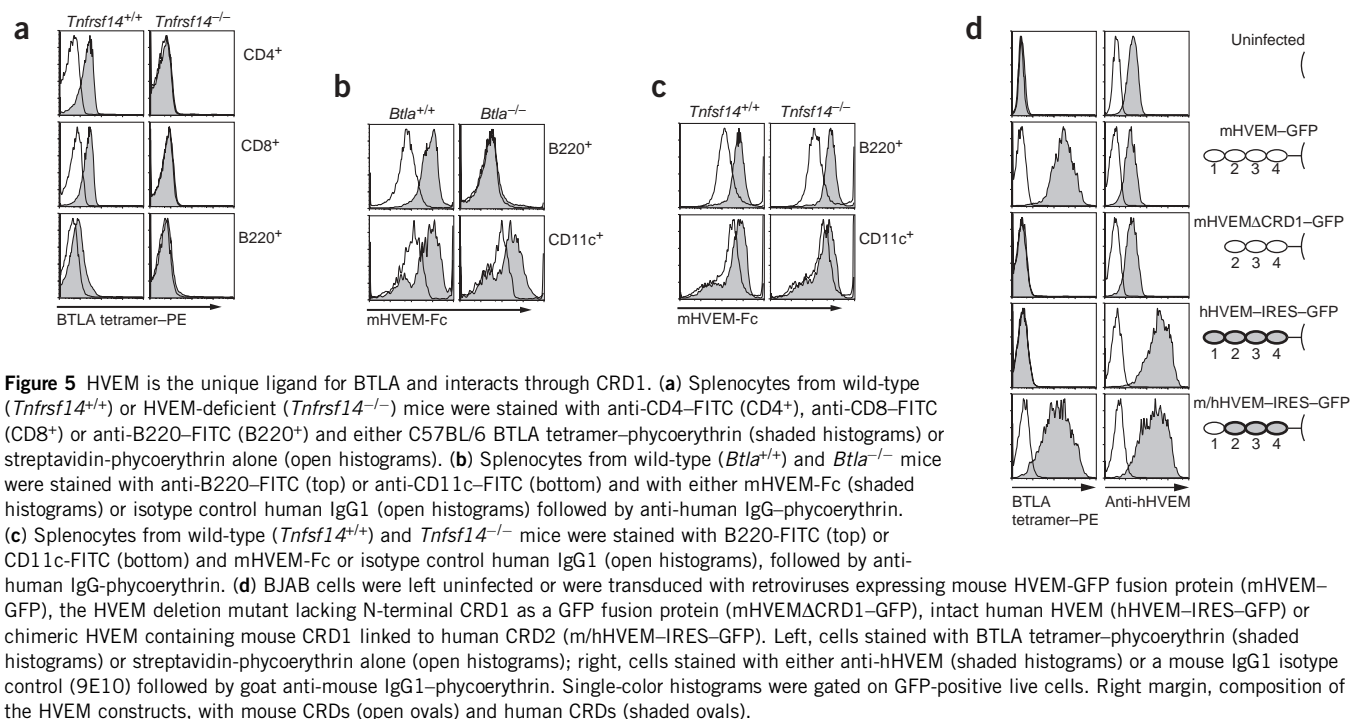 a
Tnfrsf14+/+ Tnfrsf14–/–
CD4+
CD8+
B220+
BTLA tetramer–PE
b
Btla+/+ Btla–/–
B220+
CD11c+
mHVEM-Fc
c
Tnfsf14+/+ Tnfsf14–/–
B220+
CD11c+
mHVEM-Fc
d
Uninfected
mHVEM–GFP
1 2 3 4
mHVEMΔCRD1–GFP
2 3 4
hHVEM–IRES–GFP
1 2 3 4
m/hHVEM–IRES–GFP
1 2 3 4
BTLA
tetramer–PE
Anti-hHVEM
Figure 5 HVEM is the unique ligand for BTLA and interacts through CRD1. (a) Splenocytes from wild-type
(Tnfrsf14+/+) or HVEM-deficient (Tnfrsf14–/–) mice were stained with anti-CD4–FITC (CD4+), anti-CD8–FITC
(CD8+) or anti-B220–FITC (B220+) and either C57BL/6 BTLA tetramer–phycoerythrin (shaded histograms) or
streptavidin-phycoerythrin alone (open histograms). (b) Splenocytes from wild-type (Btla+/+) and Btla–/– mice
were stained with anti-B220–FITC (top) or anti-CD11c–FITC (bottom) and with either mHVEM-Fc (shaded
histograms) or isotype control human IgG1 (open histograms) followed by anti-human IgG–phycoerythrin.
(c) Splenocytes from wild-type (Tnfsf14+/+) and Tnfsf14–/– mice were stained with B220-FITC (top) or
CD11c-FITC (bottom) and mHVEM-Fc or isotype control human IgG1 (open histograms), followed by anti-
human IgG-phycoerythrin. (d) BJAB cells were left uninfected or were transduced with retroviruses expressing mouse HVEM-GFP fusion protein (mHVEM–
GFP), the HVEM deletion mutant lacking N-terminal CRD1 as a GFP fusion protein (mHVEMΔCRD1–GFP), intact human HVEM (hHVEM–IRES–GFP) or
chimeric HVEM containing mouse CRD1 linked to human CRD2 (m/hHVEM–IRES–GFP). Left, cells stained with BTLA tetramer–phycoerythrin (shaded
histograms) or streptavidin-phycoerythrin alone (open histograms); right, cells stained with either anti-hHVEM (shaded histograms) or a mouse IgG1 isotype
control (9E10) followed by goat anti-mouse IgG1–phycoerythrin. Single-color histograms were gated on GFP-positive live cells. Right margin, composition of
the HVEM constructs, with mouse CRDs (open ovals) and human CRDs (shaded ovals).